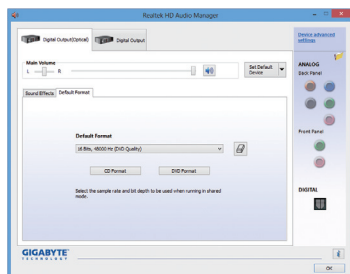 Realtek HD Audio Manager
Digital Output(Optical)
Digital Output
Device advanced
settings
Main Volume
L
R
Set Default
Device
ANALOG
Back Panel
Sound Effects
Default Format
Default Format
16 Bits, 48000 Hz (DVD Quality)
CD Format
DVD Format
Select the sample rate and bit depth to be used when running in shared
mode.
Front Panel
DIGITAL
GIGABYTE
TECHNOLOGY
OK